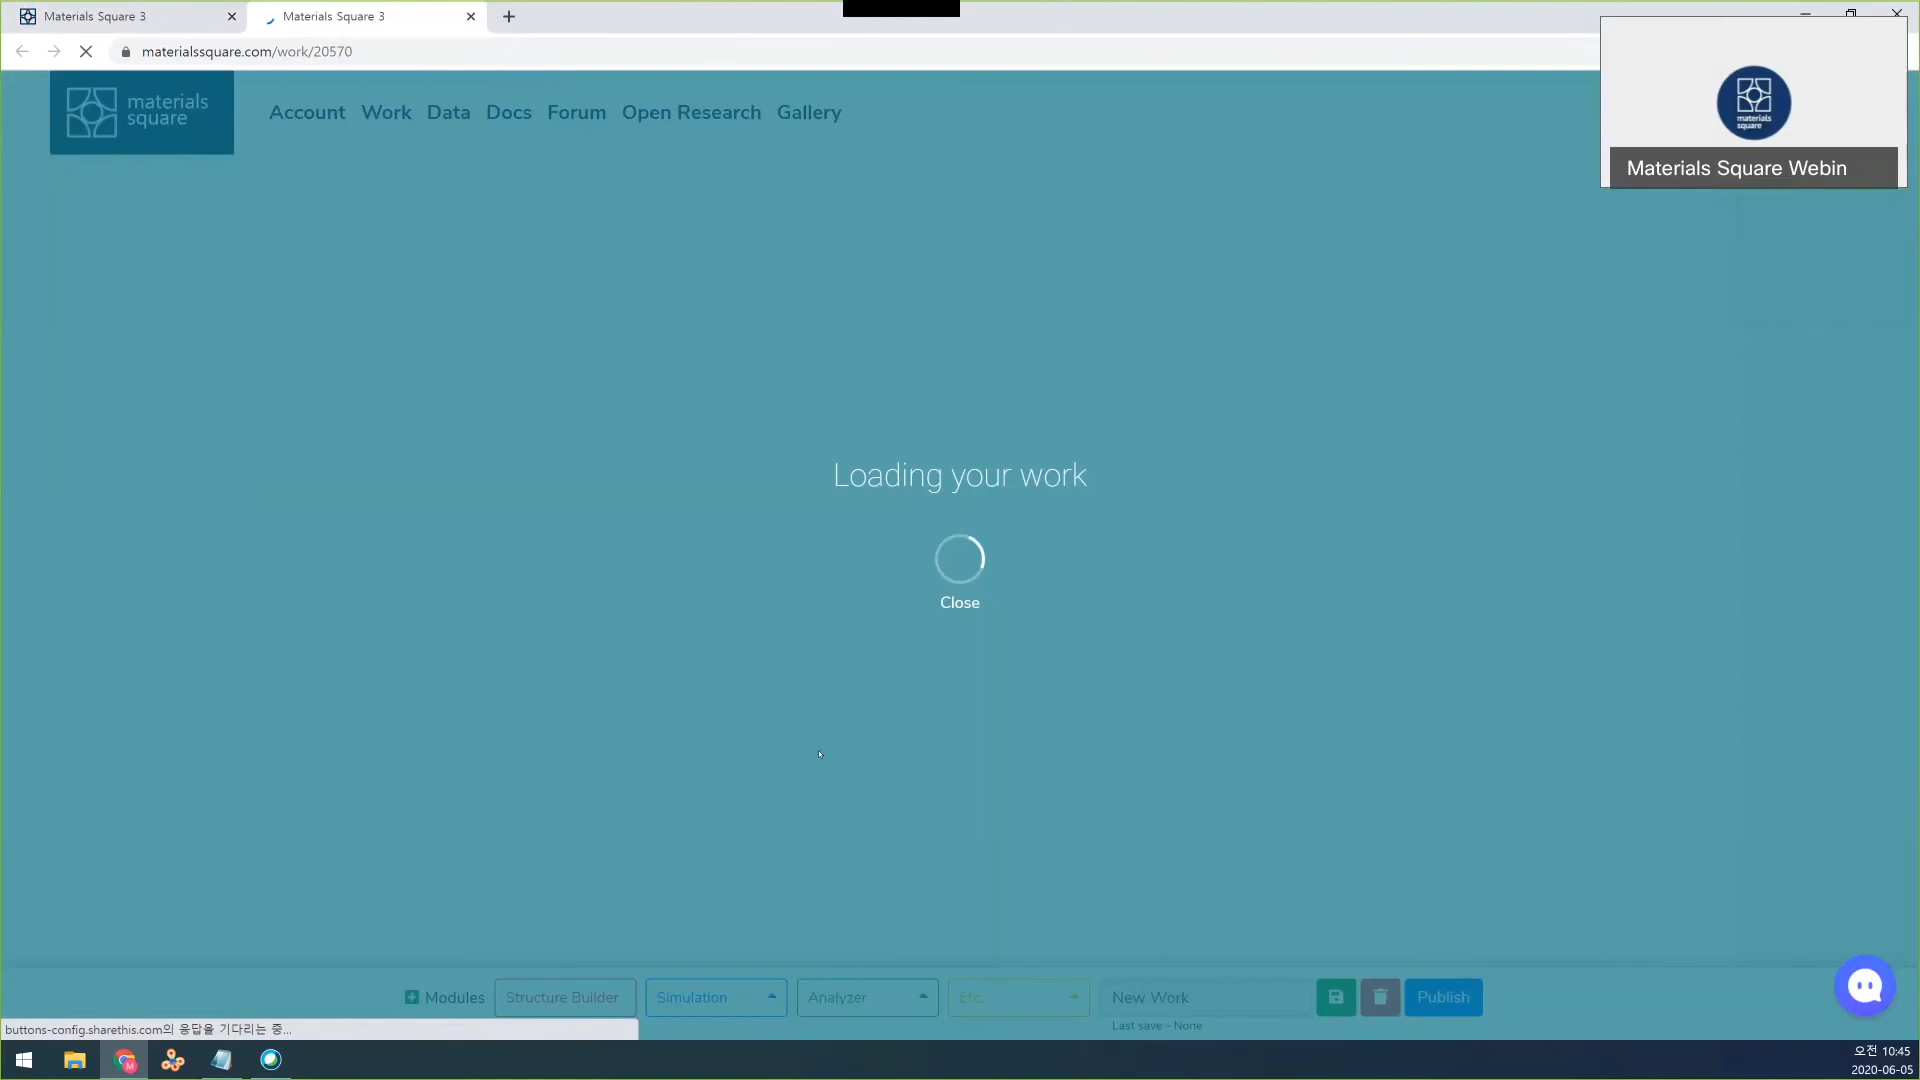 Materials Square 3
Materials Square 3
materialssquare.com/work/20570
materials
square
Account Work Data Docs Forum Open Research Gallery
materials
square
Materials Square Webin
Loading your work
Close
Modules
Structure Builder
Simulation
Analyzer
Etc.
New Work
Publish
Last save - None
buttons-config.sharethis.com의 응답을 기다리는 중...
M
오전 10:45
2020-06-05